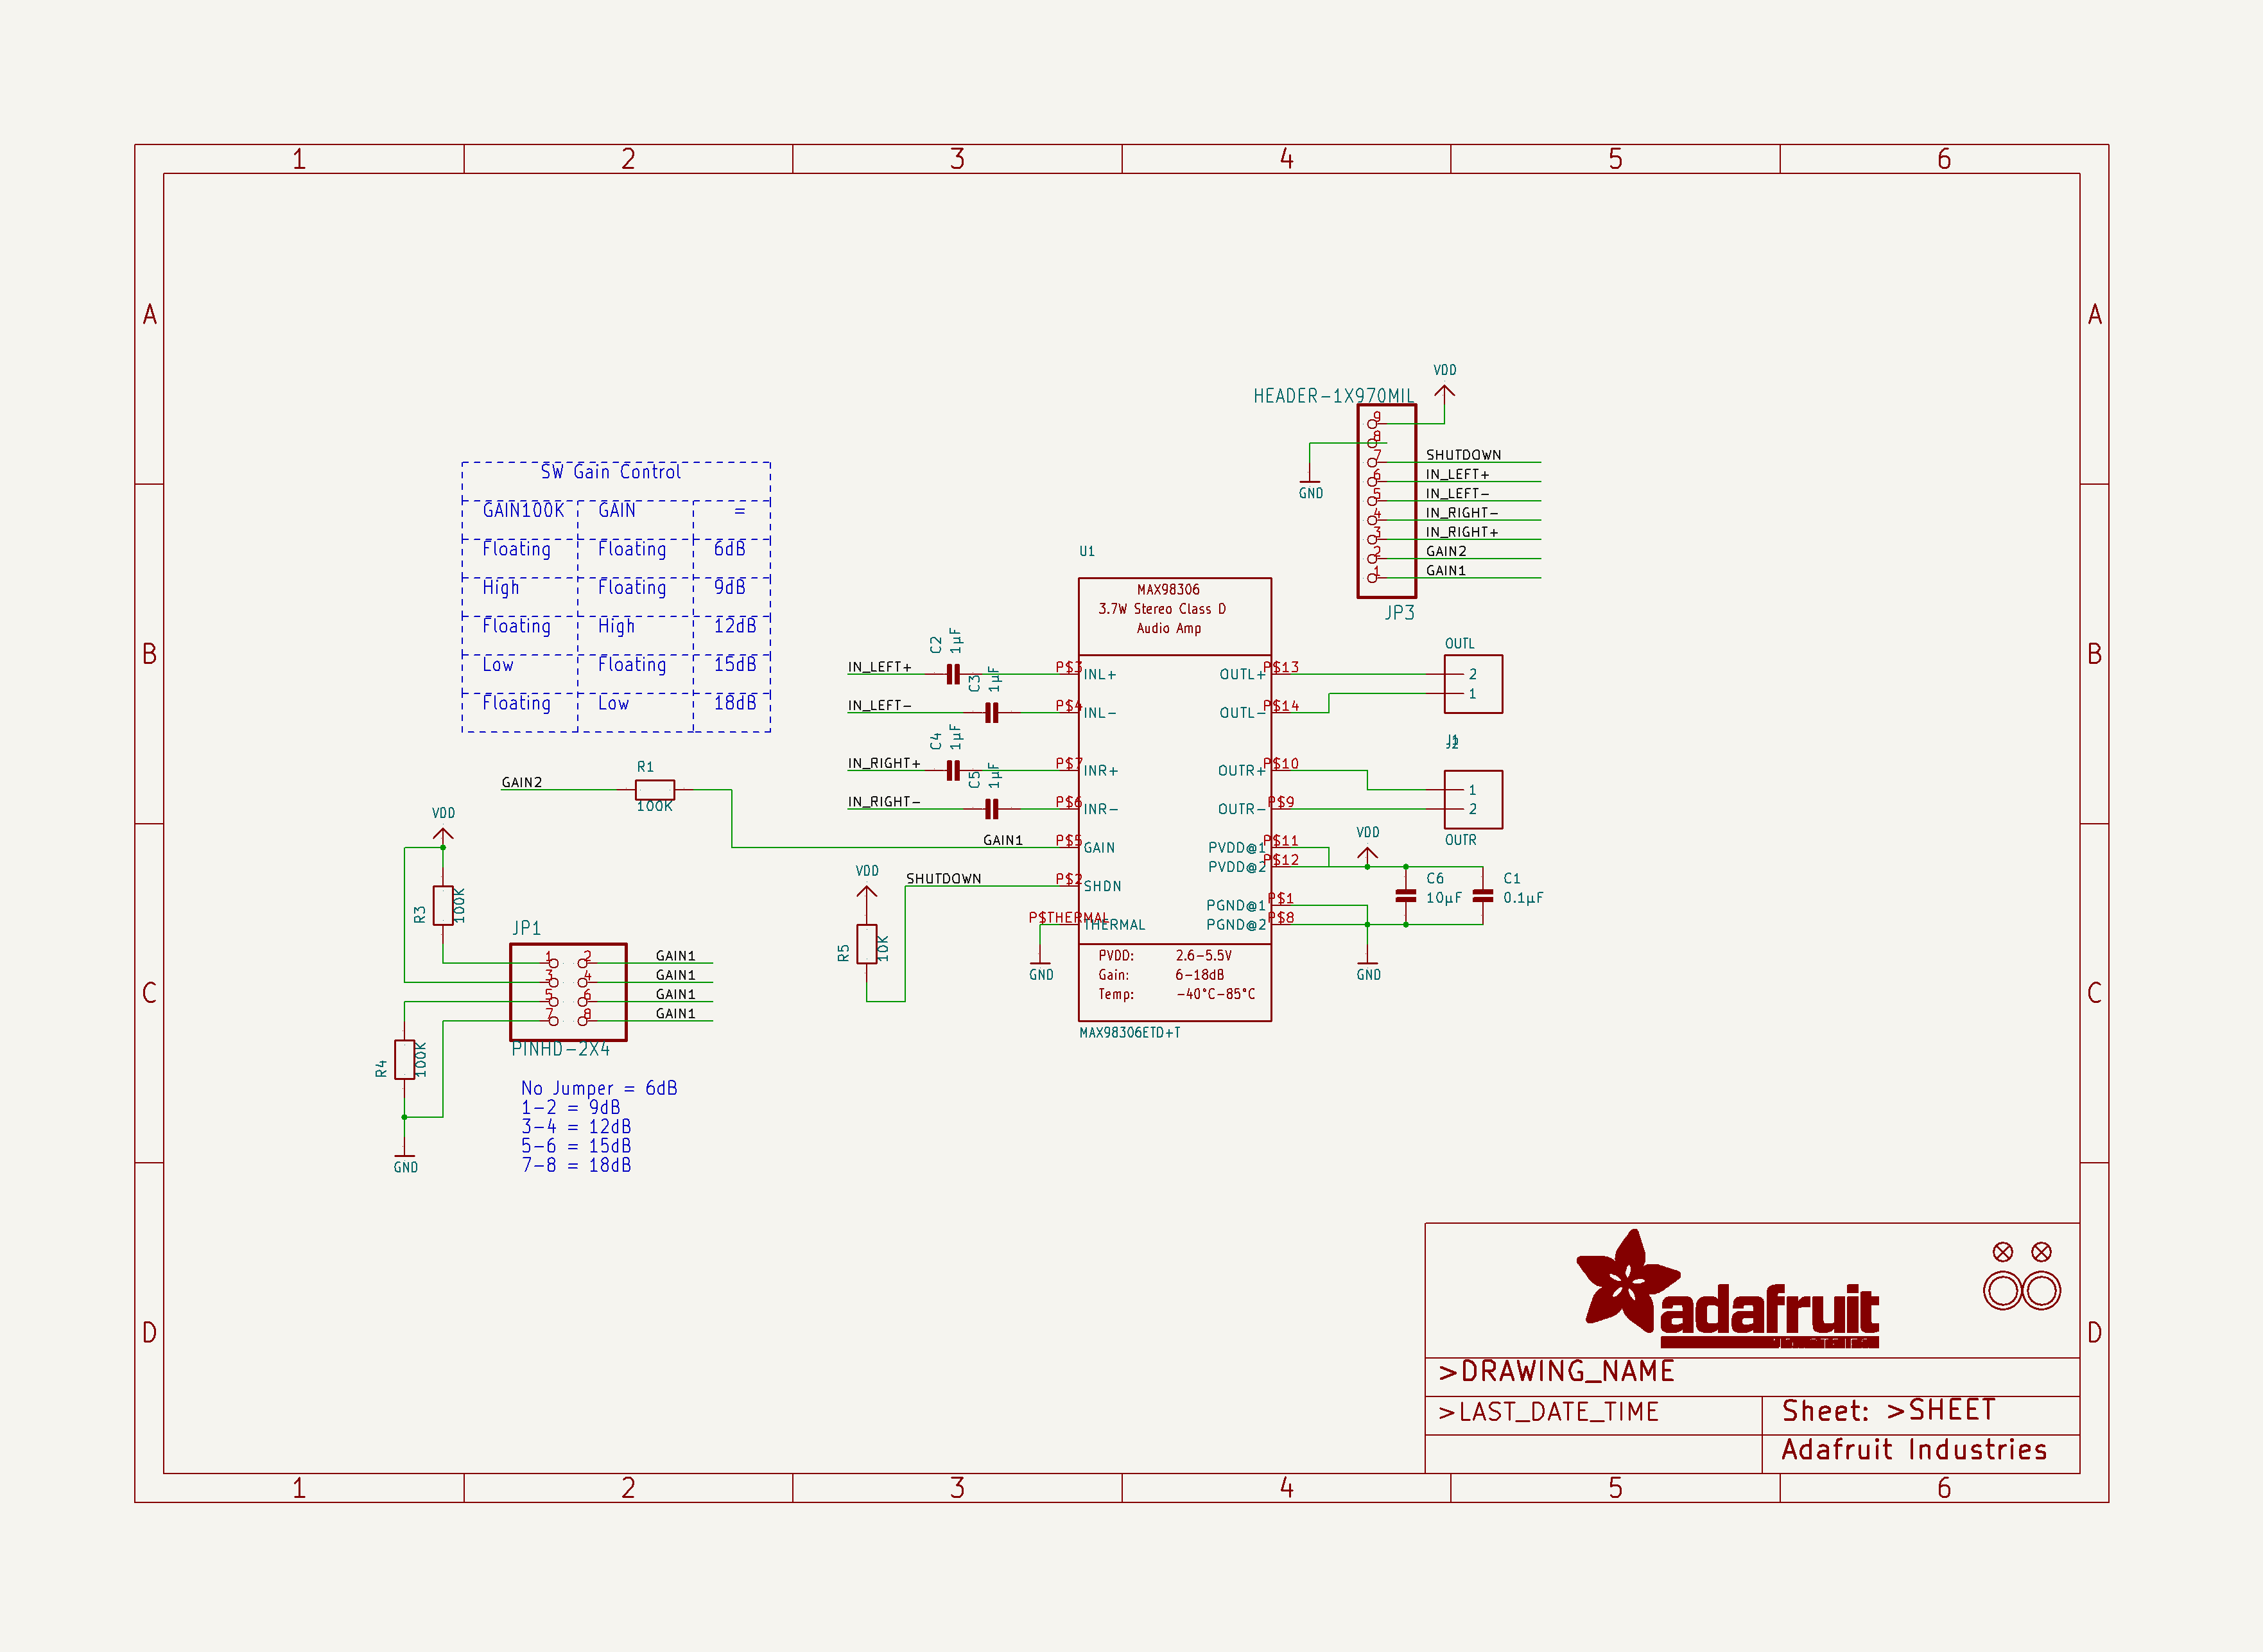 1 2 3 4 5 6
A A
B B
C C
D D
1 2 3 4 5 6
SW Gain Control
GAIN100K GAIN =
Floating Floating 6dB
High Floating 9dB
Floating High 12dB
Low Floating 15dB
Floating Low 18dB
GAIN2
R1
100K
VDD
R3
100K
JP1
1 2
3 4
5 6
7 8
GAIN1
GAIN1
GAIN1
GAIN1
PINHD-2X4
R4
100K
GND
No Jumper = 6dB
1-2 = 9dB
3-4 = 12dB
5-6 = 15dB
7-8 = 18dB
IN_LEFT+
C2
1µF
IN_LEFT-
C3
1µF
IN_RIGHT+
C4
1µF
IN_RIGHT-
C5
1µF
GAIN1
VDD
SHUTDOWN
R5
10K
GND
U1
MAX98306
3.7W Stereo Class D
Audio Amp
P$3 INL+ OUTL+ P$13
P$4 INL- OUTL- P$14
P$7 INR+ OUTR+ P$10
P$6 INR- OUTR- P$9
P$5 GAIN PVDD@1 P$11
PVDD@2 P$12
P$2 SHDN
PGND@1 P$1
P$THERMAL THERMAL PGND@2 P$8
PVDD: 2.6-5.5V
Gain: 6-18dB
Temp: -40°C-85°C
MAX98306ETD+T
VDD
HEADER-1X970MIL
9
8
7 SHUTDOWN
6 IN_LEFT+
5 IN_LEFT-
4 IN_RIGHT-
3 IN_RIGHT+
2 GAIN2
1 GAIN1
GND
JP3
OUTL
2
1
J1
J2
1
2
OUTR
VDD
C6
10µF
C1
0.1µF
GND
adafruit
>DRAWING_NAME
>LAST_DATE_TIME
Sheet: >SHEET
Adafruit Industries